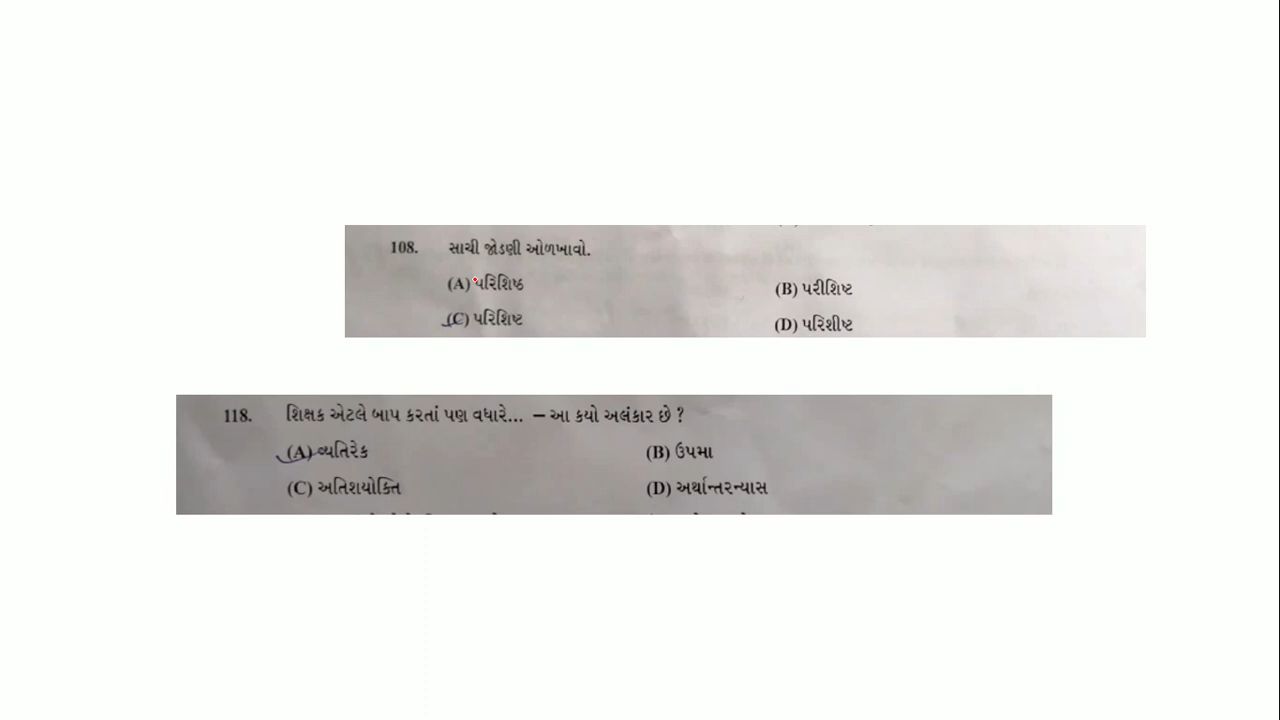 108. સાચી જોડણી ઓળખાવો.
(A) પરિશિષ્ઠ (B) પરીશિષ્ટ
(C) પરિશિષ્ટ (D) પરિશીષ્ટ
118. શિક્ષક એટલે બાપ કરતાં પણ વધારે... – આ કયો અલંકાર છે ?
(A) વ્યતિરેક (B) ઉપમા
(C) અતિશયોક્તિ (D) અર્થાન્તરન્યાસ